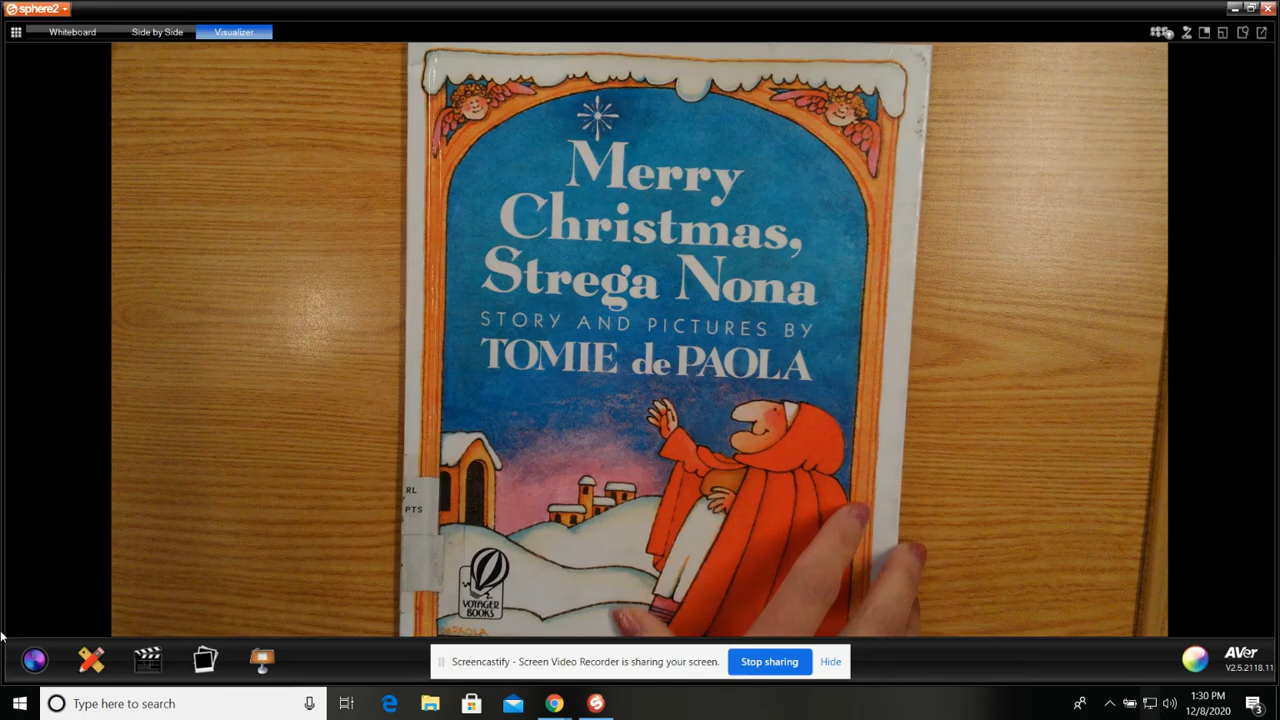 sphere2
Whiteboard
Side by Side
Visualizer
Merry
Christmas,
Strega Nona
STORY AND PICTURES BY
TOMIE dePAOLA
RL
PTS
VOYAGER
BOOKS
Screencastify - Screen Video Recorder is sharing your screen.
Stop sharing
Hide
AVer
V2.5.2118.11
Type here to search
1:30 PM
12/8/2020
3